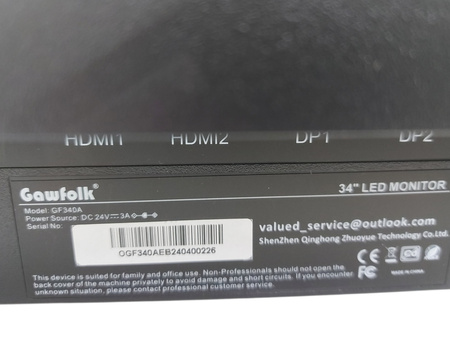 HDMI1 HDMI2 DP1 DP2
Gawfolk®
34" LED MONITOR
Model: GF340A
Power Source: DC 24V⎓3A
Serial No:
OGF340AEB240400226
valued_service@outlook.com
ShenZhen Qinghong Zhuoyue Technology Co.Ltd.
This device is suited for family and office use. Non-Professionals should not open the
back cover of the machine privately to avoid damage and short circuits. If you encounter
unknown situation, please contact professional customer service.
CE
FC
MADE IN CHINA